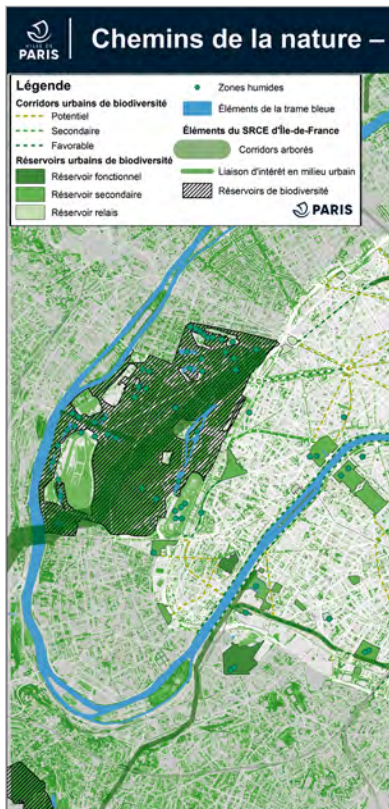 VILLE DE
PARIS
Chemins de la nature –
Légende
Corridors urbains de biodiversité
Potentiel
Secondaire
Favorable
Réservoirs urbains de biodiversité
Réservoir fonctionnel
Réservoir secondaire
Réservoir relais
Zones humides
Éléments de la trame bleue
Éléments du SRCE d'Île-de-France
Corridors arborés
Liaison d'intérêt en milieu urbain
Réservoirs de biodiversité
PARIS